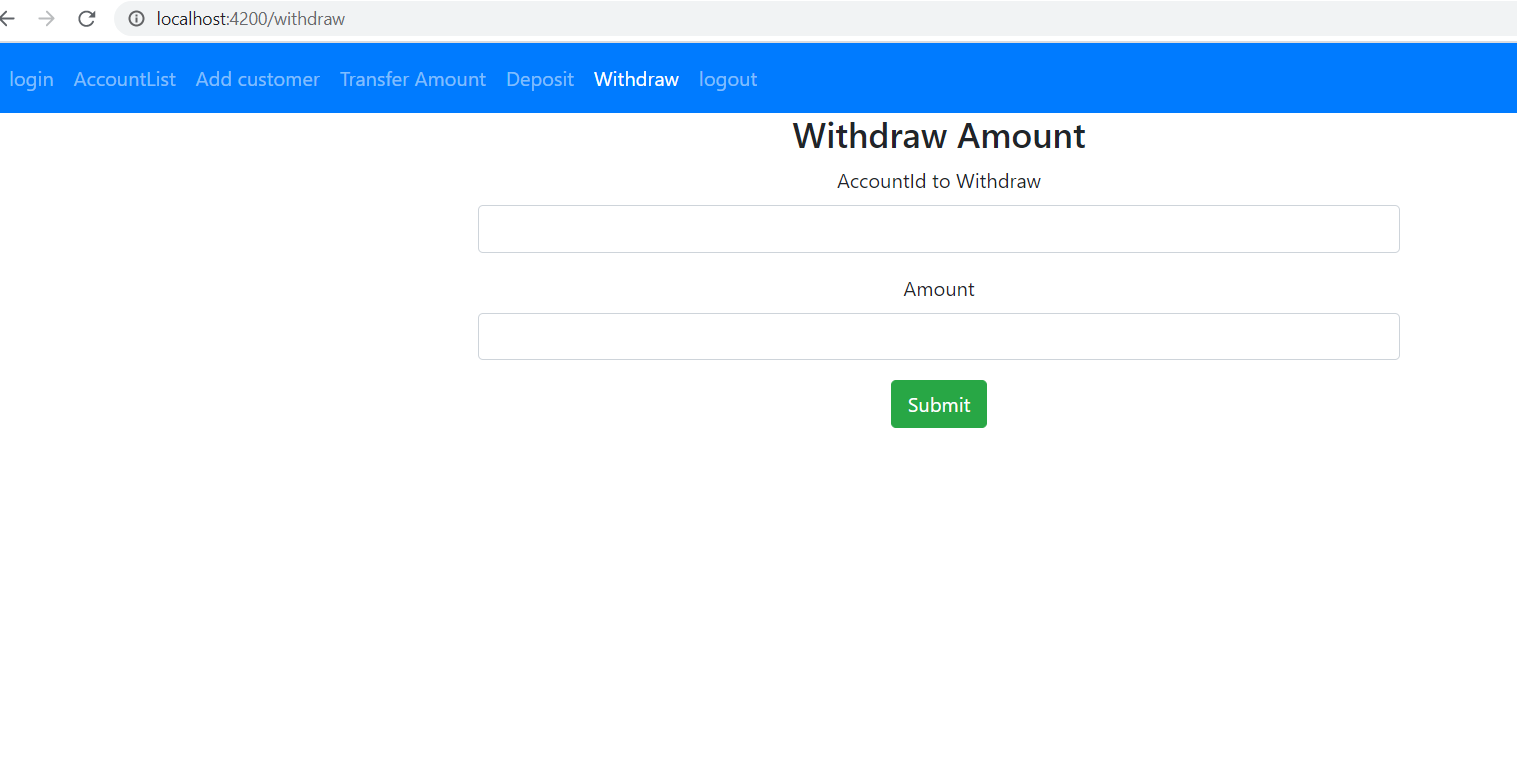 localhost:4200/withdraw
login AccountList Add customer Transfer Amount Deposit Withdraw logout
Withdraw Amount
AccountId to Withdraw
Amount
Submit